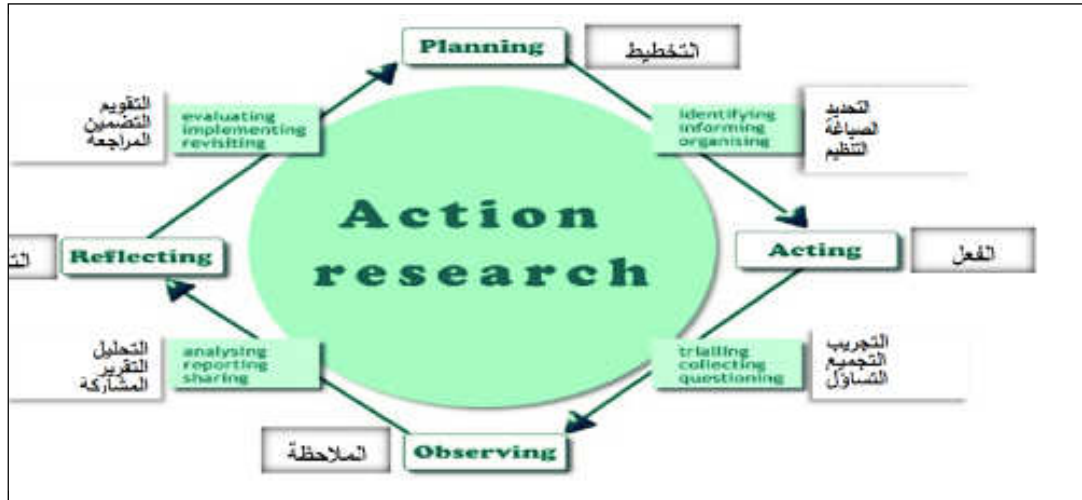 Planning
التخطيط
evaluating
implementing
revisiting
التقويم
التضمين
المراجعة
identifying
informing
organising
التحديد
الصياغة
التنظيم
Action
research
Reflecting
Acting
الفعل
analysing
reporting
sharing
التحليل
التقرير
المشاركة
trialling
collecting
questioning
التجريب
التجميع
التساؤل
Observing
الملاحظة